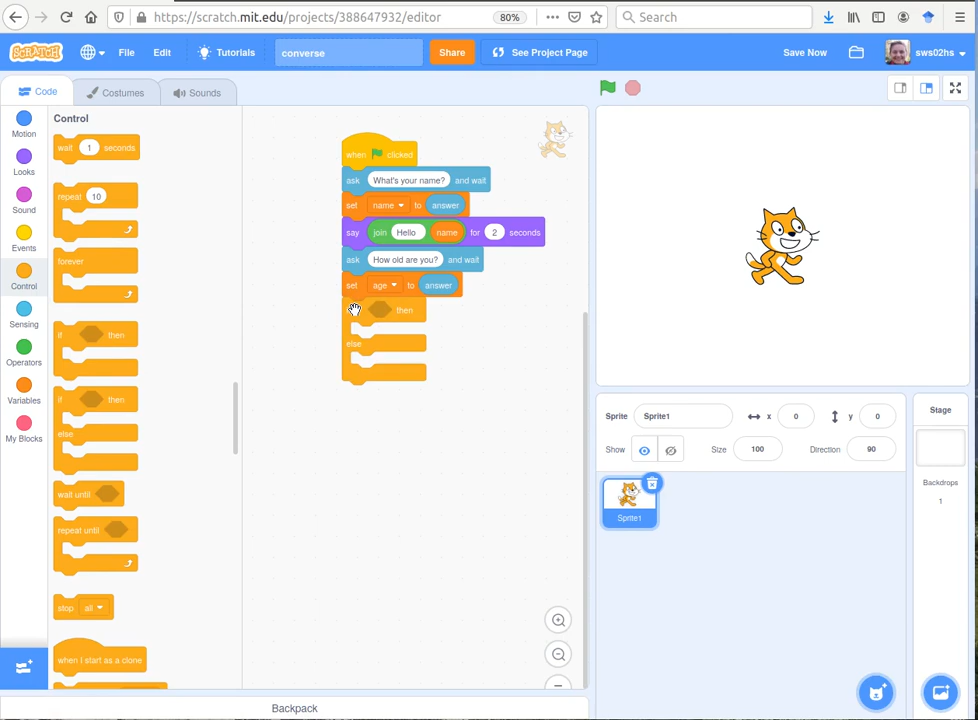 https://scratch.mit.edu/projects/388647932/editor
80%
Search
SCRATCH
File
Edit
Tutorials
converse
Share
See Project Page
Save Now
sws02hs
Code
Costumes
Sounds
Motion
Looks
Sound
Events
Control
Sensing
Operators
Variables
My Blocks
Control
wait 1 seconds
repeat 10
forever
if then
if then
else
wait until
repeat until
stop all
when I start as a clone
when clicked
ask What's your name? and wait
set name to answer
say join Hello name for 2 seconds
ask How old are you? and wait
set age to answer
then
else
Sprite Sprite1 x 0 y 0
Show Size 100 Direction 90
Sprite1
Stage
Backdrops
1
Backpack